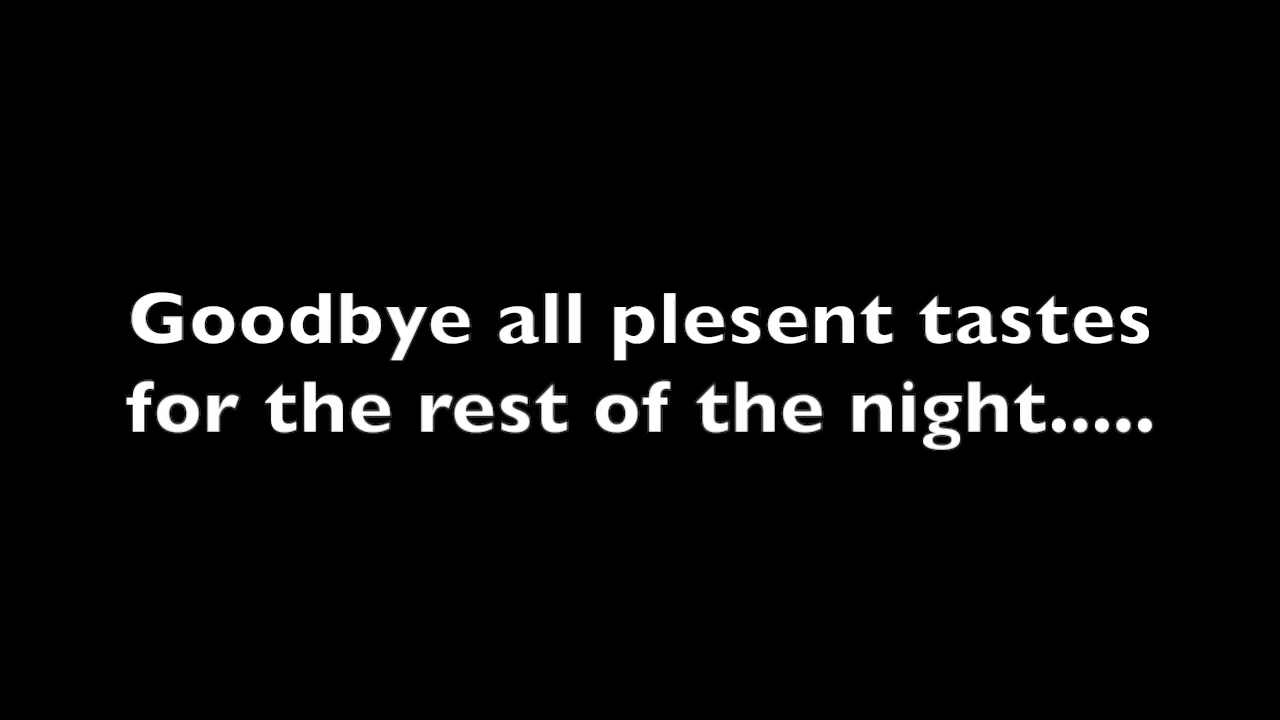 Goodbye all plesent tastes
for the rest of the night.....